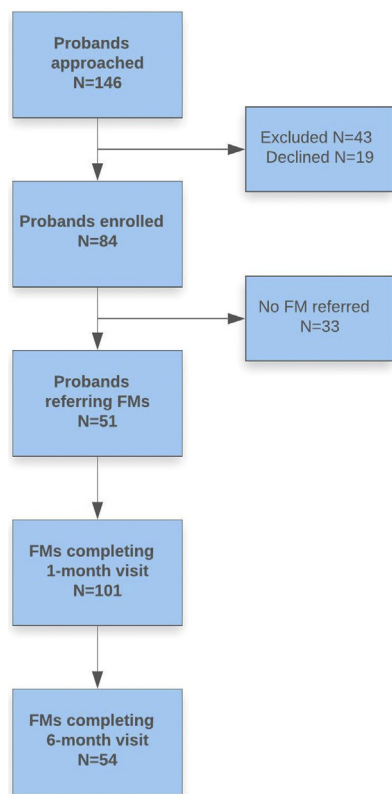 Probands
approached
N=146
Excluded N=43
Declined N=19
Probands enrolled
N=84
No FM referred
N=33
Probands
referring FMs
N=51
FMs completing
1-month visit
N=101
FMs completing
6-month visit
N=54